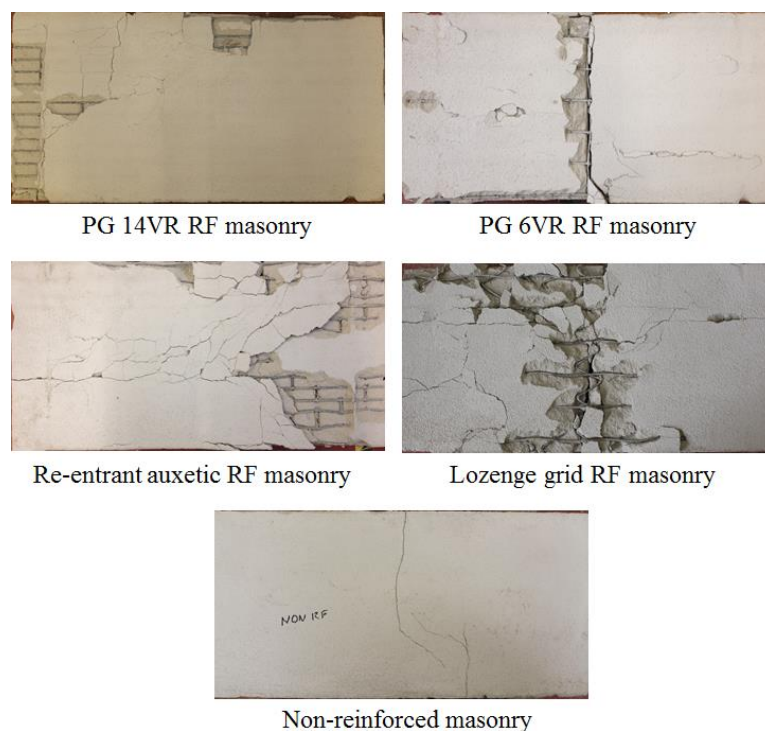 PG 14VR RF masonry
PG 6VR RF masonry
Re-entrant auxetic RF masonry
Lozenge grid RF masonry
NON RF
Non-reinforced masonry